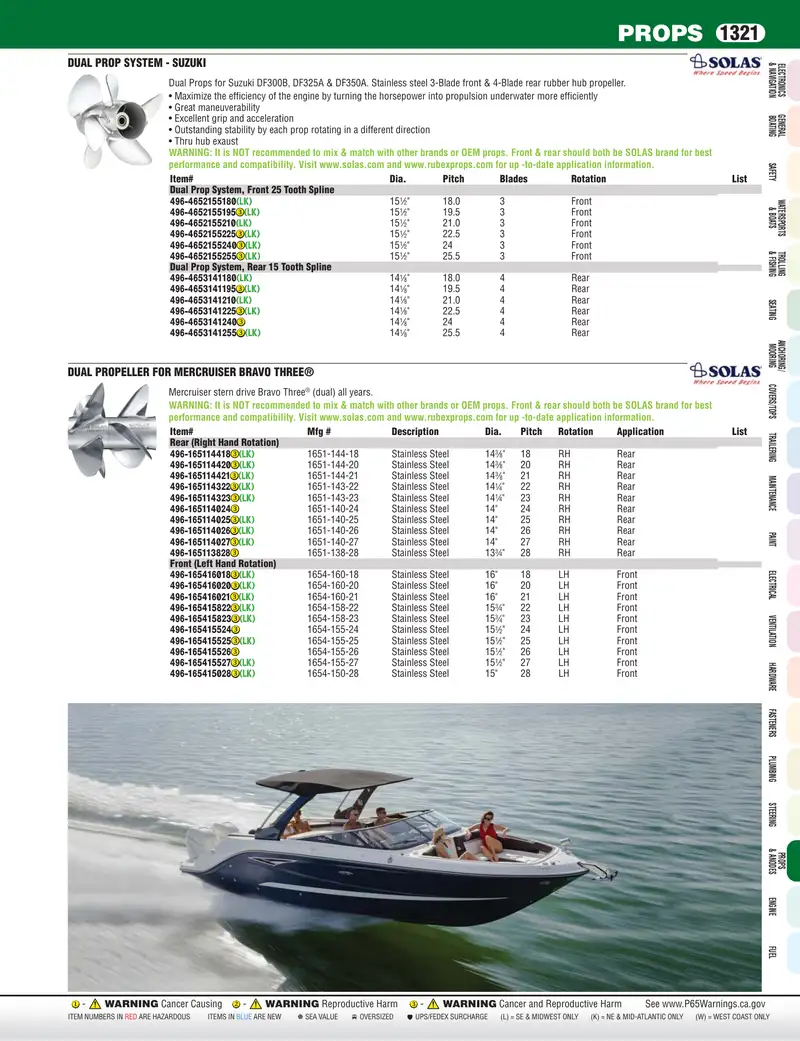 PROPS 1321
DUAL PROP SYSTEM - SUZUKI
SOLAS
Where Speed Begins
Dual Props for Suzuki DF300B, DF325A & DF350A. Stainless steel 3-Blade front & 4-Blade rear rubber hub propeller.
• Maximize the efficiency of the engine by turning the horsepower into propulsion underwater more efficiently
• Great maneuverability
• Excellent grip and acceleration
• Outstanding stability by each prop rotating in a different direction
• Thru hub exaust
WARNING: It is NOT recommended to mix & match with other brands or OEM props. Front & rear should both be SOLAS brand for best
performance and compatibility. Visit www.solas.com and www.rubexprops.com for up -to-date application information.
Item# Dia. Pitch Blades Rotation List
Dual Prop System, Front 25 Tooth Spline
496-4652155180(LK) 15½" 18.0 3 Front
496-4652155195③(LK) 15½" 19.5 3 Front
496-4652155210(LK) 15½" 21.0 3 Front
496-4652155225③(LK) 15½" 22.5 3 Front
496-4652155240③(LK) 15½" 24 3 Front
496-4652155255③(LK) 15½" 25.5 3 Front
Dual Prop System, Rear 15 Tooth Spline
496-4653141180(LK) 14⅛" 18.0 4 Rear
496-4653141195③(LK) 14⅛" 19.5 4 Rear
496-4653141210(LK) 14⅛" 21.0 4 Rear
496-4653141225③(LK) 14⅛" 22.5 4 Rear
496-4653141240③ 14⅛" 24 4 Rear
496-4653141255③(LK) 14⅛" 25.5 4 Rear
DUAL PROPELLER FOR MERCRUISER BRAVO THREE®
SOLAS
Where Speed Begins
Mercruiser stern drive Bravo Three® (dual) all years.
WARNING: It is NOT recommended to mix & match with other brands or OEM props. Front & rear should both be SOLAS brand for best
performance and compatibility. Visit www.solas.com and www.rubexprops.com for up -to-date application information.
Item# Mfg # Description Dia. Pitch Rotation Application List
Rear (Right Hand Rotation)
496-165114418③(LK) 1651-144-18 Stainless Steel 14⅜" 18 RH Rear
496-165114420③(LK) 1651-144-20 Stainless Steel 14⅜" 20 RH Rear
496-165114421③(LK) 1651-144-21 Stainless Steel 14⅜" 21 RH Rear
496-165114322③(LK) 1651-143-22 Stainless Steel 14¼" 22 RH Rear
496-165114323③(LK) 1651-143-23 Stainless Steel 14¼" 23 RH Rear
496-165114024③ 1651-140-24 Stainless Steel 14" 24 RH Rear
496-165114025③(LK) 1651-140-25 Stainless Steel 14" 25 RH Rear
496-165114026③(LK) 1651-140-26 Stainless Steel 14" 26 RH Rear
496-165114027③(LK) 1651-140-27 Stainless Steel 14" 27 RH Rear
496-165113828③ 1651-138-28 Stainless Steel 13¾" 28 RH Rear
Front (Left Hand Rotation)
496-165416018③(LK) 1654-160-18 Stainless Steel 16" 18 LH Front
496-165416020③(LK) 1654-160-20 Stainless Steel 16" 20 LH Front
496-165416021③(LK) 1654-160-21 Stainless Steel 16" 21 LH Front
496-165415822③(LK) 1654-158-22 Stainless Steel 15¾" 22 LH Front
496-165415823③(LK) 1654-158-23 Stainless Steel 15¾" 23 LH Front
496-165415524③ 1654-155-24 Stainless Steel 15½" 24 LH Front
496-165415525③(LK) 1654-155-25 Stainless Steel 15½" 25 LH Front
496-165415526③ 1654-155-26 Stainless Steel 15½" 26 LH Front
496-165415527③(LK) 1654-155-27 Stainless Steel 15½" 27 LH Front
496-165415028③(LK) 1654-150-28 Stainless Steel 15" 28 LH Front
ELECTRONICS
& NAVIGATION
GENERAL
BOATING
SAFETY
WATERSPORTS
& BOATS
TROLLING
& FISHING
SEATING
ANCHORING/
MOORING
COVERS/TOPS
TRAILERING
MAINTENANCE
PAINT
ELECTRICAL
VENTILATION
HARDWARE
FASTENERS
PLUMBING
STEERING
PROPS
& ANODES
ENGINE
FUEL
① - WARNING Cancer Causing ② - WARNING Reproductive Harm ③ - WARNING Cancer and Reproductive Harm See www.P65Warnings.ca.gov
ITEM NUMBERS IN RED ARE HAZARDOUS ITEMS IN BLUE ARE NEW SEA VALUE OVERSIZED UPS/FEDEX SURCHARGE (L) = SE & MIDWEST ONLY (K) = NE & MID-ATLANTIC ONLY (W) = WEST COAST ONLY